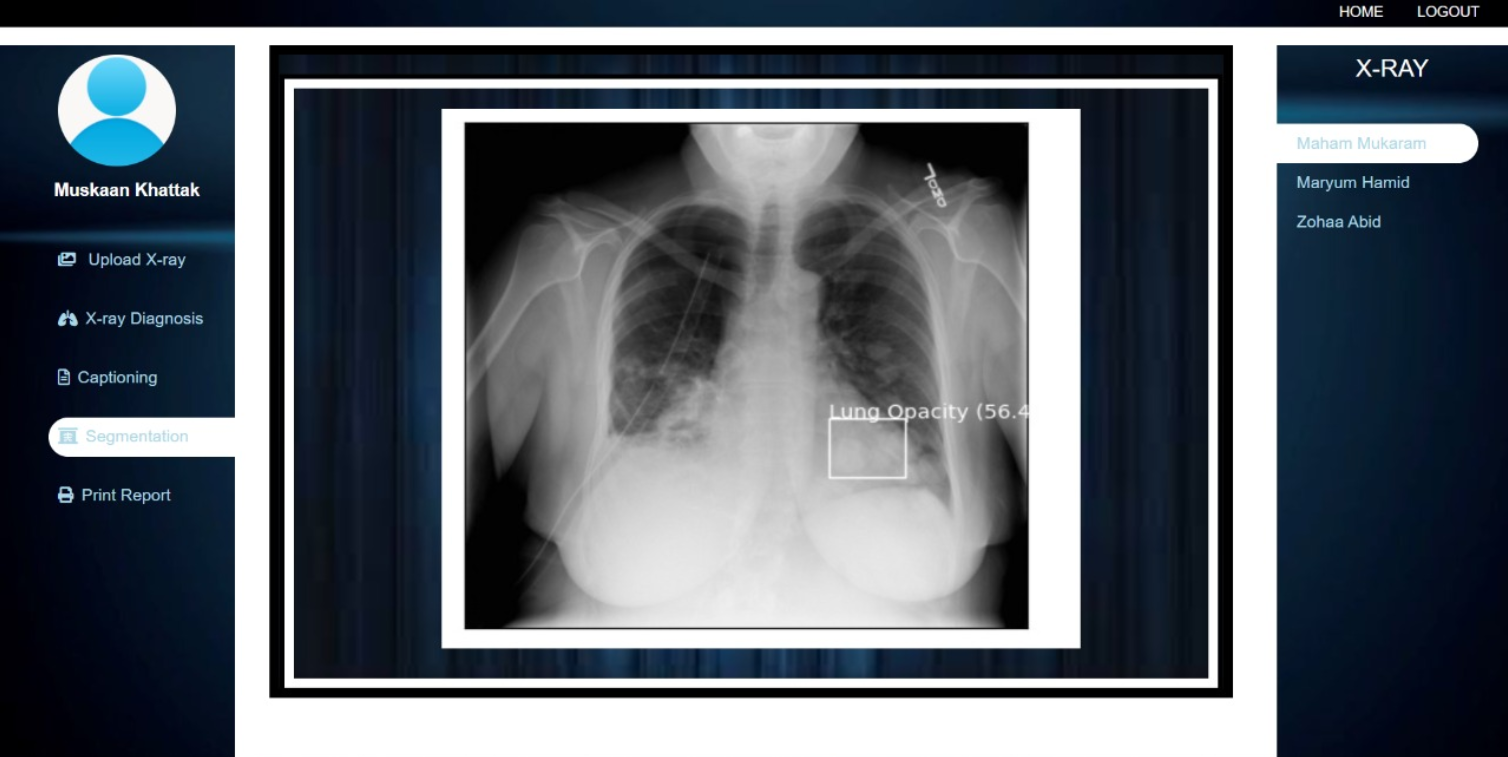 HOME LOGOUT
Muskaan Khattak
Upload X-ray
X-ray Diagnosis
Captioning
Segmentation
Print Report
L
Lung Opacity (56.4
X-RAY
Maham Mukaram
Maryum Hamid
Zohaa Abid